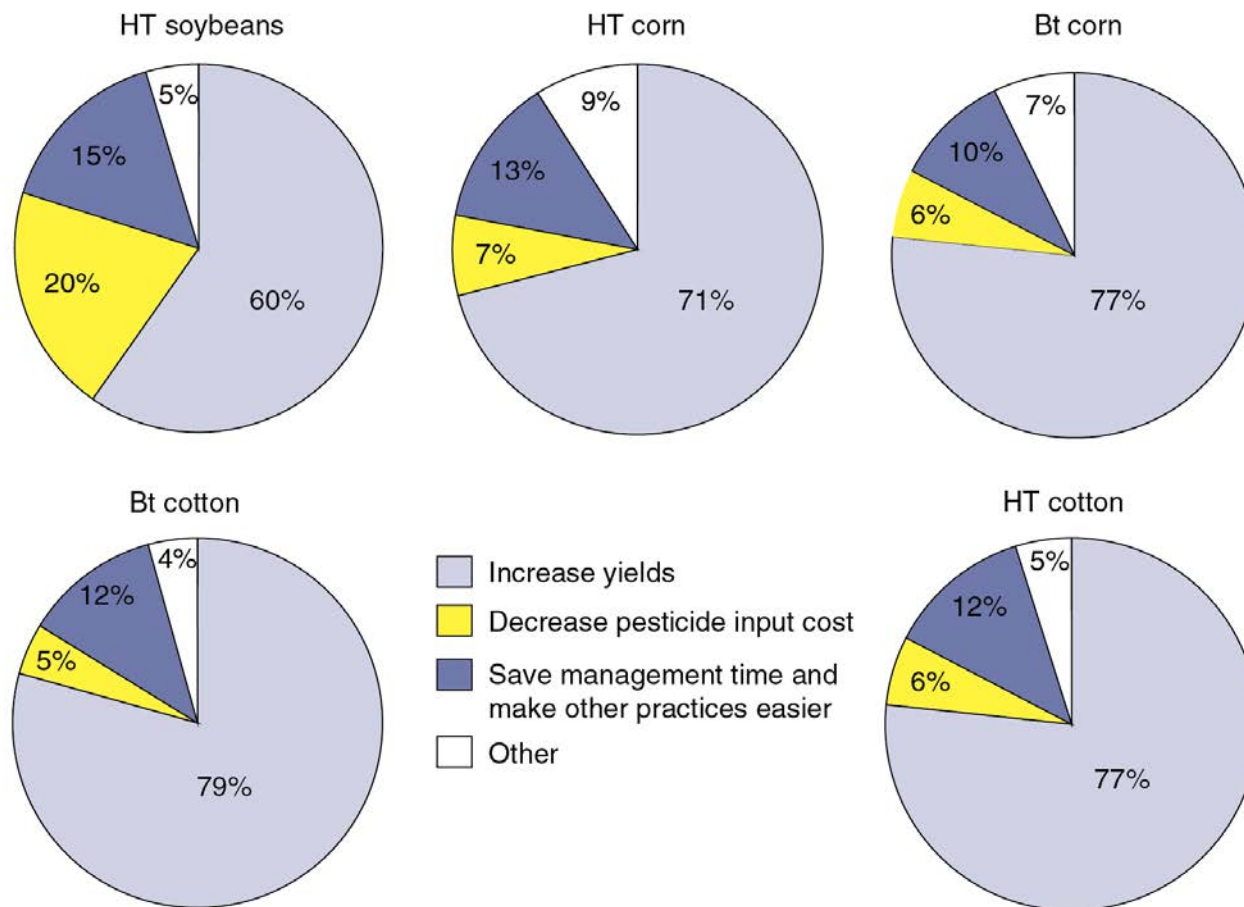 HT soybeans
5%
15%
20%
60%
HT corn
9%
13%
7%
71%
Bt corn
7%
10%
6%
77%
Bt cotton
4%
12%
5%
79%
Increase yields
Decrease pesticide input cost
Save management time and
make other practices easier
Other
HT cotton
5%
12%
6%
77%